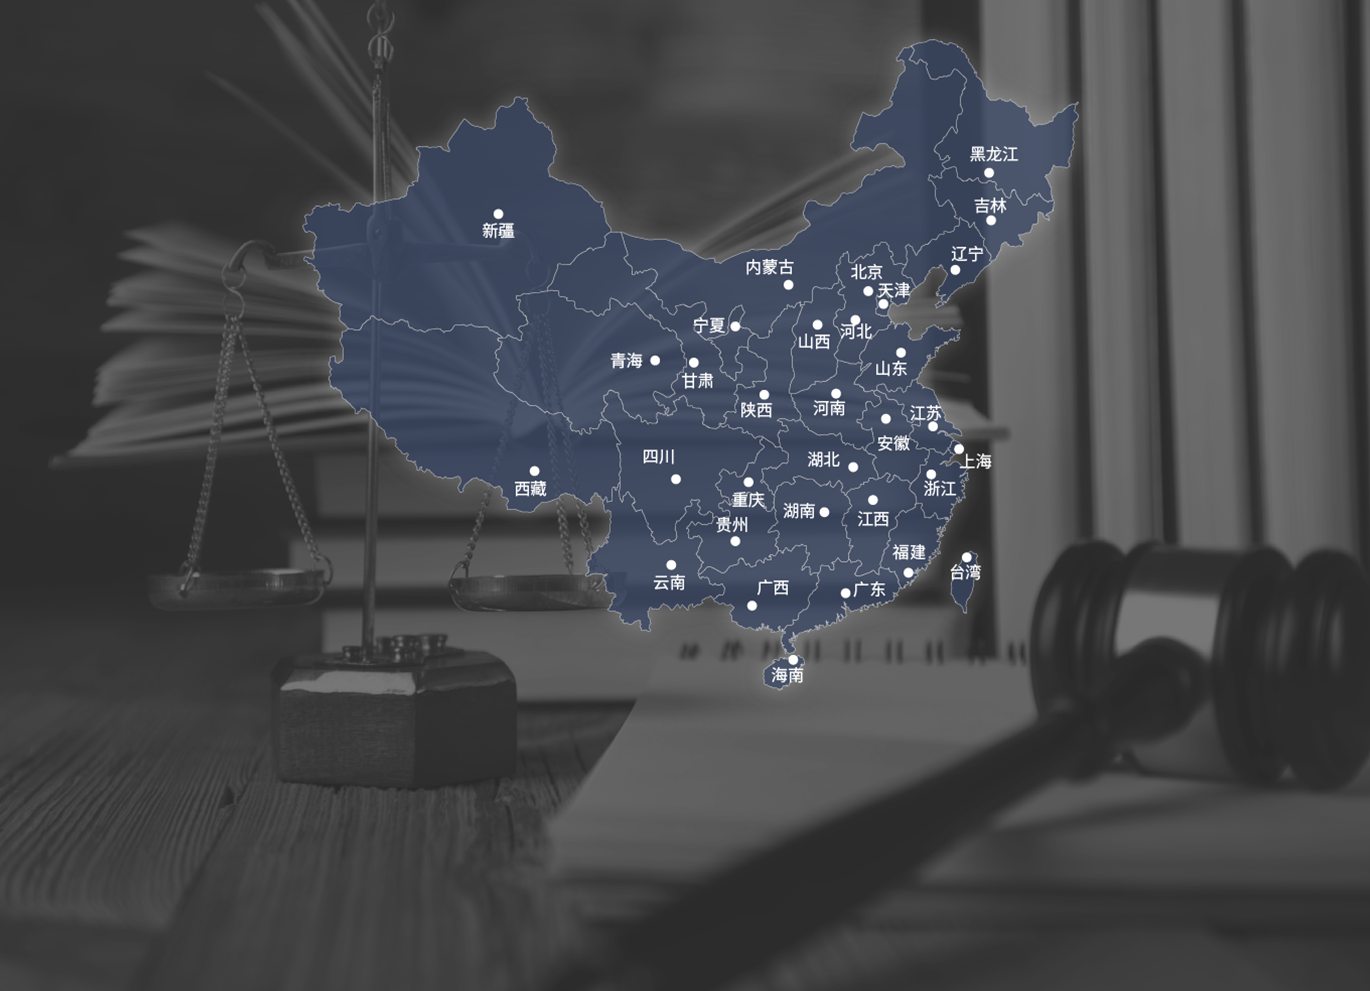 黑龙江
吉林
新疆
辽宁
内蒙古
北京
天津
宁夏
河北
山西
青海
山东
甘肃
陕西
河南
江苏
安徽
四川
湖北
上海
西藏
浙江
重庆
湖南
江西
贵州
福建
台湾
云南
广西
广东
海南